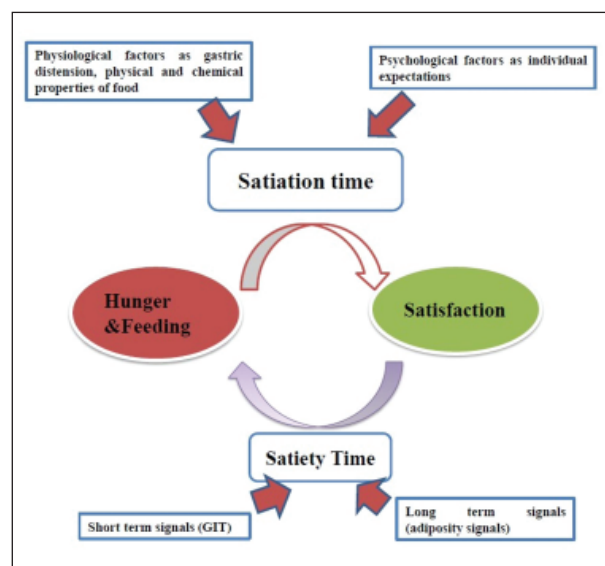 Physiological factors as gastric
distension, physical and chemical
properties of food
Psychological factors as individual
expectations
Satiation time
Hunger
&Feeding
Satisfaction
Satiety Time
Short term signals (GIT)
Long term signals
(adiposity signals)